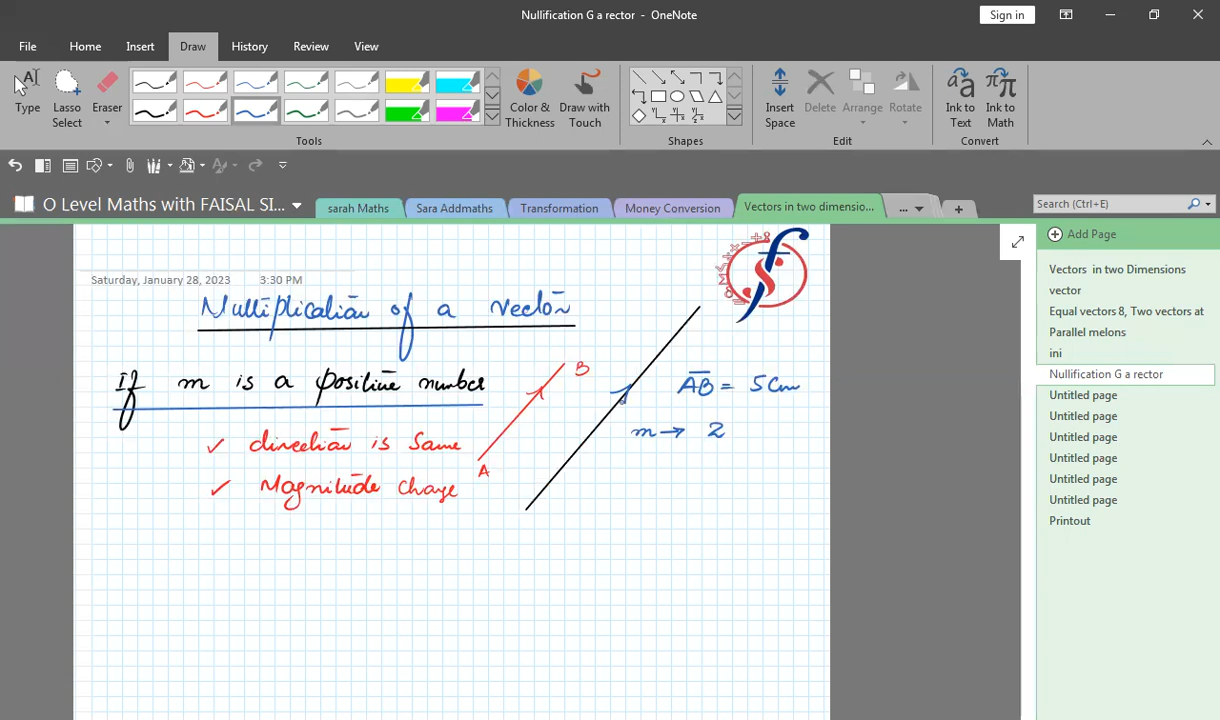 Nullification G a rector - OneNote
Sign in
File Home Insert Draw History Review View
Type
Lasso Select
Eraser
Color & Thickness
Draw with Touch
Insert Space
Delete
Arrange
Rotate
Ink to Text
Ink to Math
Tools
Shapes
Edit
Convert
O Level Maths with FAISAL SI...
sarah Maths
Sara Addmaths
Transformation
Money Conversion
Vectors in two dimensio...
...
Search (Ctrl+E)
Add Page
Vectors in two Dimensions
vector
Equal vectors 8, Two vectors at
Parallel melons
ini
Nullification G a rector
Untitled page
Untitled page
Untitled page
Untitled page
Untitled page
Untitled page
Printout
Saturday, January 28, 2023 3:30 PM
Multiplication of a vector
If m is a positive number
✓ direction is Same
✓ Magnitude change
A
B
AB = 5cm
m → 2